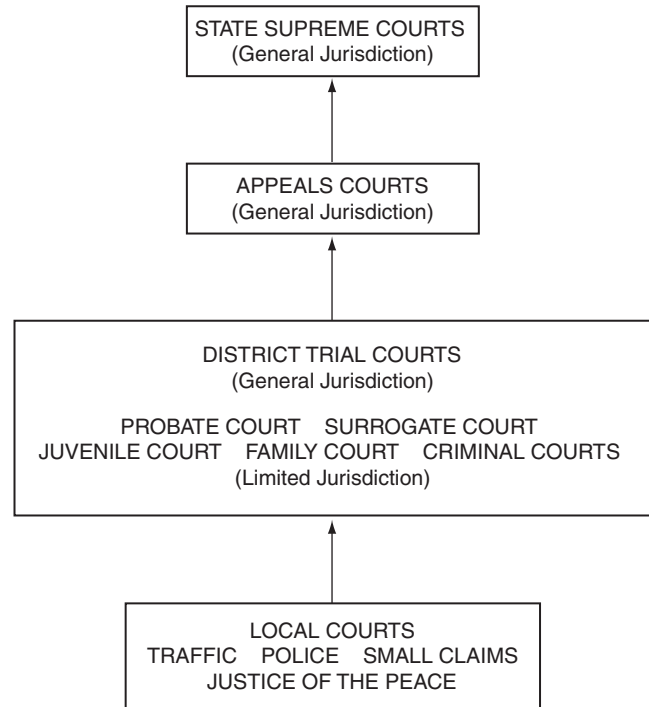 STATE SUPREME COURTS
(General Jurisdiction)
APPEALS COURTS
(General Jurisdiction)
DISTRICT TRIAL COURTS
(General Jurisdiction)
PROBATE COURT SURROGATE COURT
JUVENILE COURT FAMILY COURT CRIMINAL COURTS
(Limited Jurisdiction)
LOCAL COURTS
TRAFFIC POLICE SMALL CLAIMS
JUSTICE OF THE PEACE